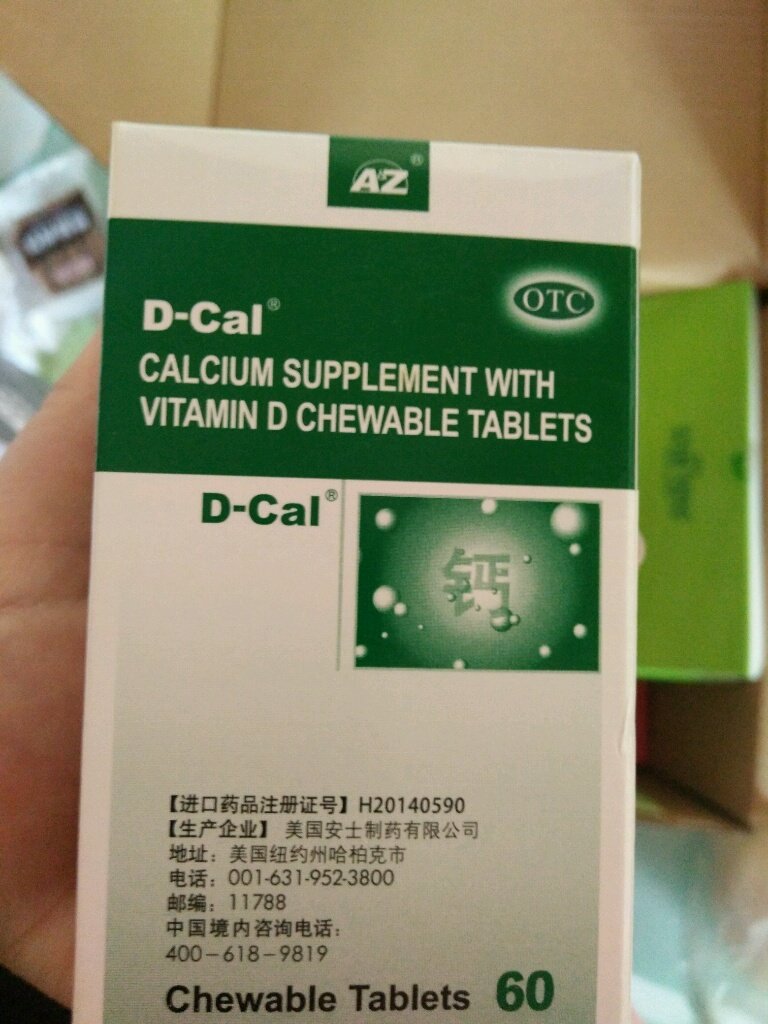 AZ®
OTC
D-Cal®
CALCIUM SUPPLEMENT WITH
VITAMIN D CHEWABLE TABLETS
D-Cal®
钙
【进口药品注册证号】H20140590
【生产企业】 美国安士制药有限公司
地址：美国纽约州哈柏克市
电话：001-631-952-3800
邮编：11788
中国境内咨询电话：
400-618-9819
Chewable Tablets 60